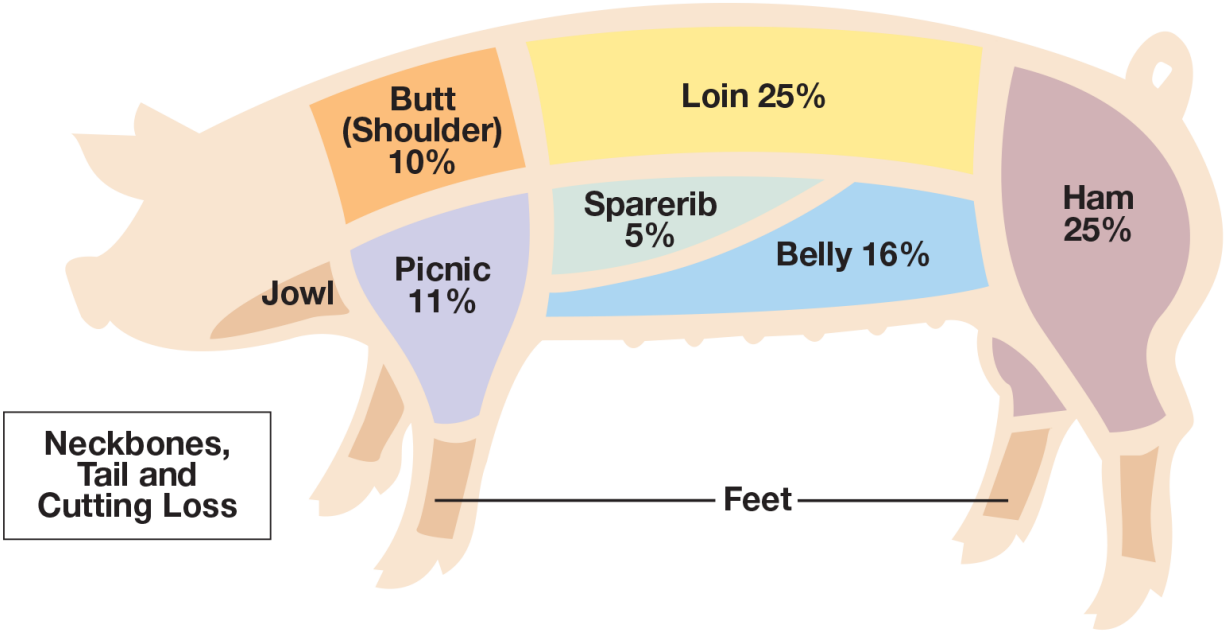 Butt
(Shoulder)
10%
Loin 25%
Sparerib
5%
Ham
25%
Belly 16%
Picnic
11%
Jowl
Neckbones,
Tail and
Cutting Loss
Feet